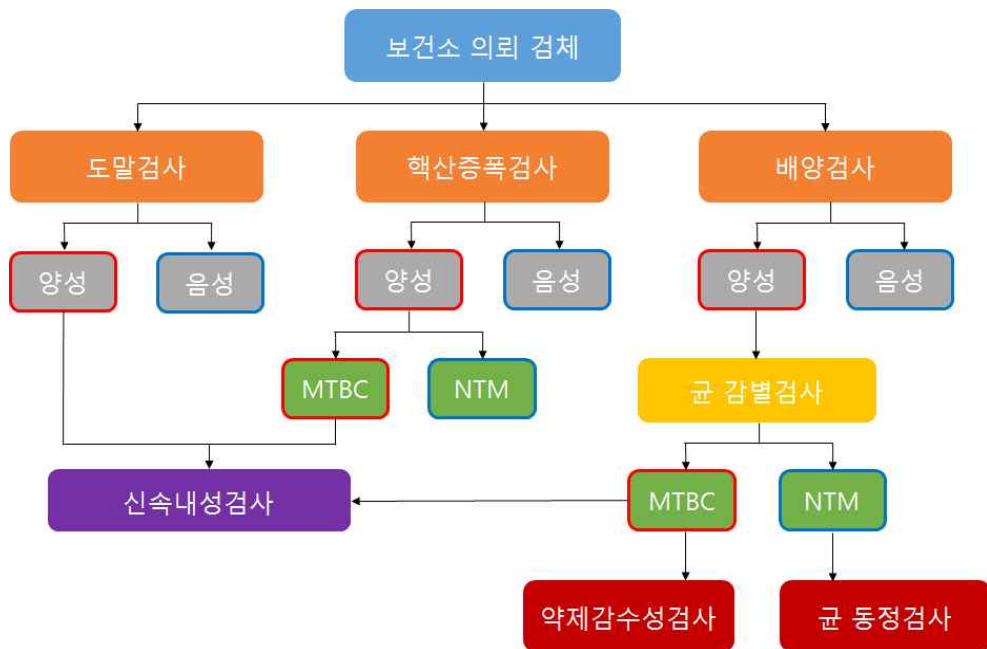 보건소 의뢰 검체
도말검사
핵산증폭검사
배양검사
양성
음성
양성
음성
양성
음성
MTBC
NTM
균 감별검사
신속내성검사
MTBC
NTM
약제감수성검사
균 동정검사